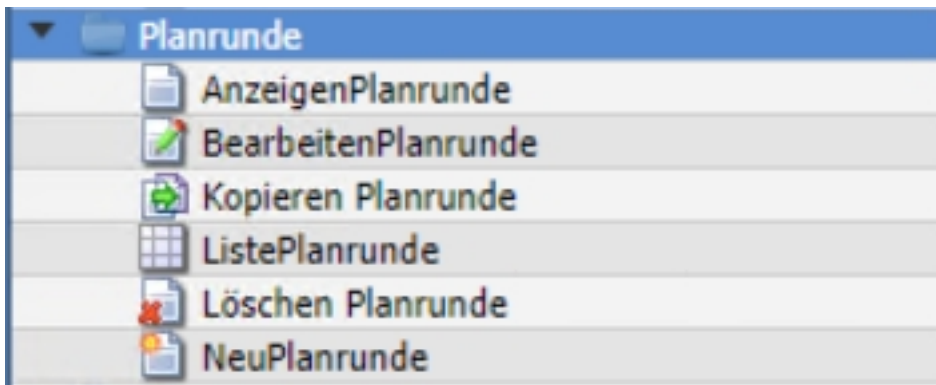 Planrunde
AnzeigenPlanrunde
BearbeitenPlanrunde
Kopieren Planrunde
ListePlanrunde
Löschen Planrunde
NeuPlanrunde